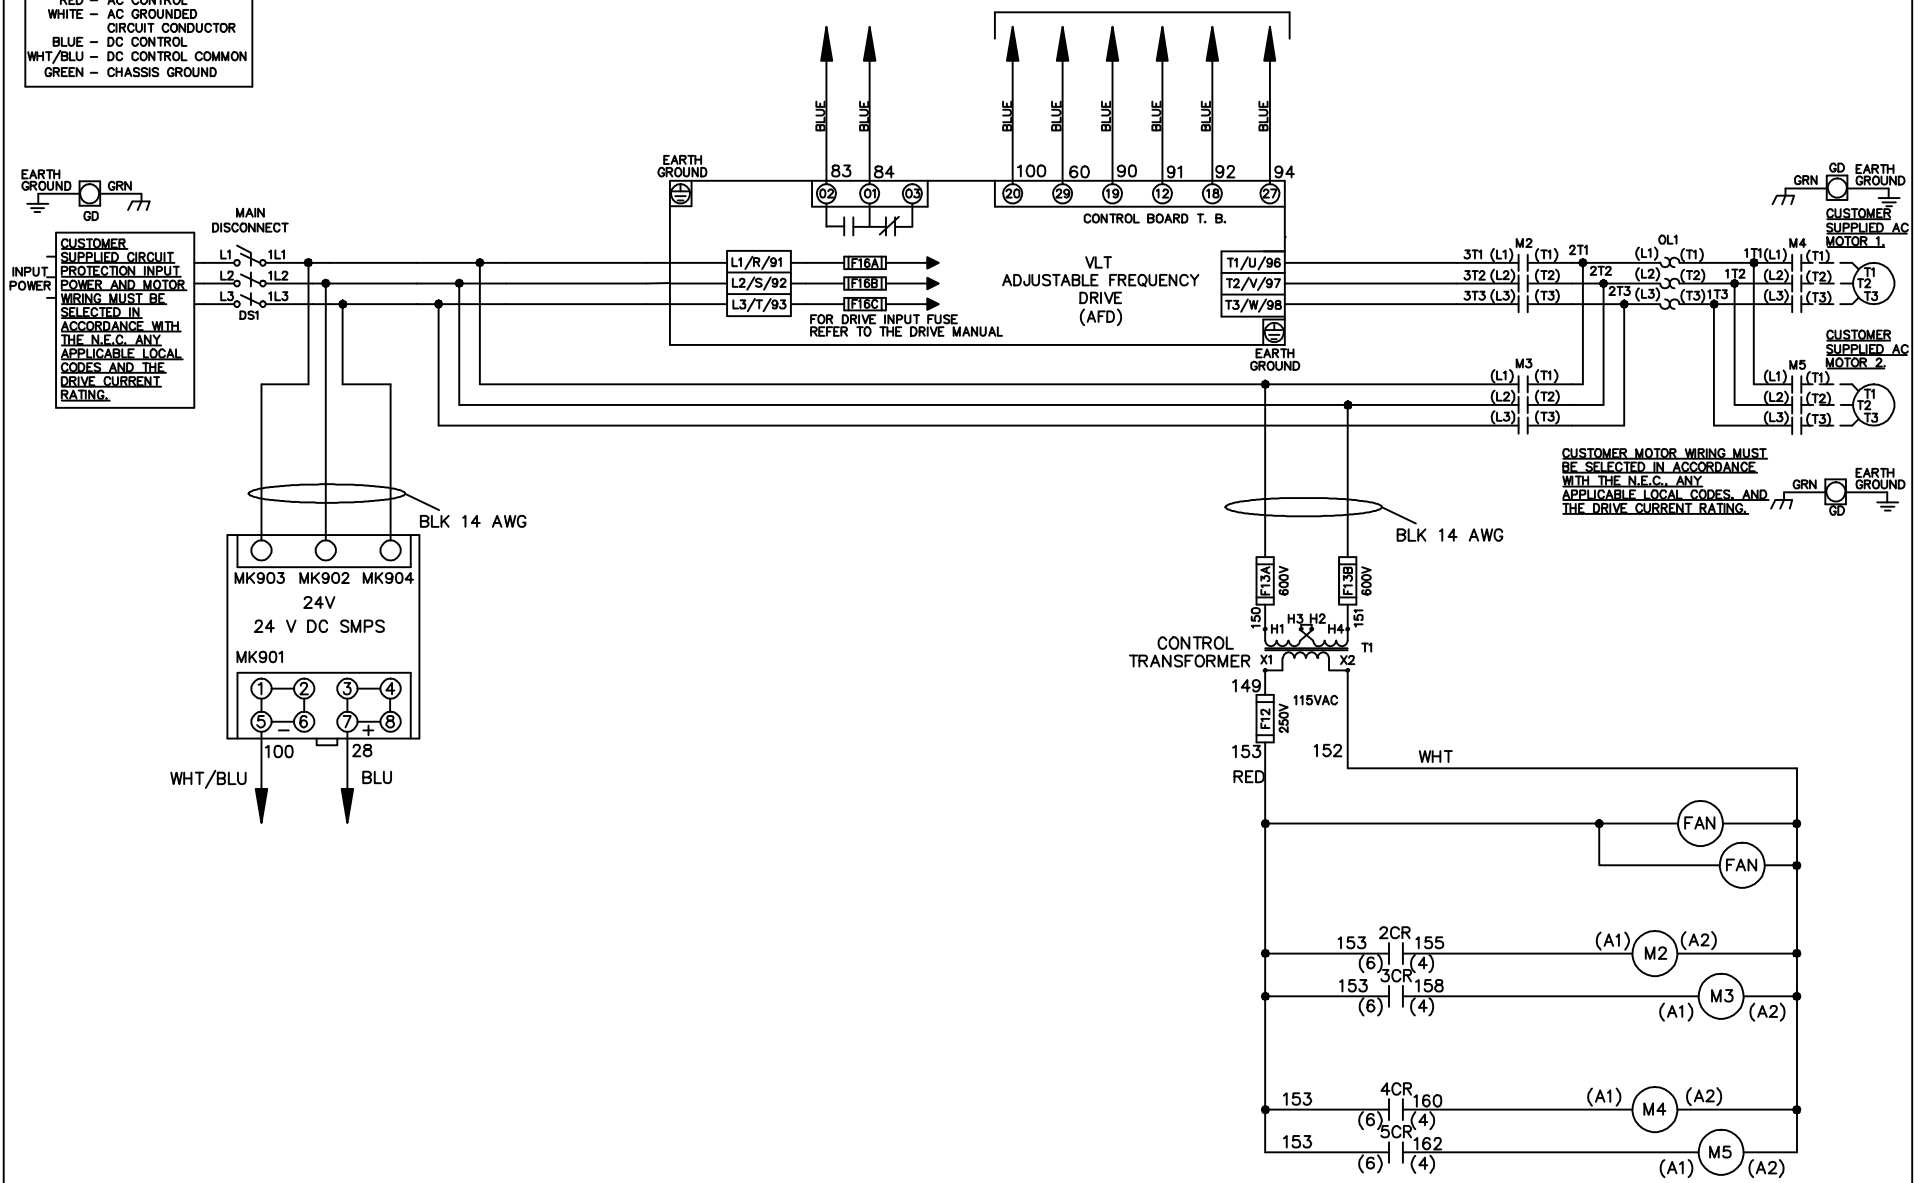 RED – AC CONTROL
WHITE – AC GROUNDED
CIRCUIT CONDUCTOR
BLUE – DC CONTROL
WHT/BLU – DC CONTROL COMMON
GREEN – CHASSIS GROUND
BLUE
BLUE
BLUE
BLUE
BLUE
BLUE
BLUE
BLUE
EARTH
GROUND
GRN
GD
EARTH
GROUND
83 84
02 01 03
100 60 90 91 92 94
20 29 19 12 18 27
CONTROL BOARD T. B.
GD
GRN
EARTH
GROUND
MAIN
DISCONNECT
L1 1L1
L2 1L2
L3 1L3
DS1
INPUT
POWER
CUSTOMER
SUPPLIED CIRCUIT
PROTECTION INPUT
POWER AND MOTOR
WIRING MUST BE
SELECTED IN
ACCORDANCE WITH
THE N.E.C. ANY
APPLICABLE LOCAL
CODES AND THE
DRIVE CURRENT
RATING.
L1/R/91
L2/S/92
L3/T/93
F16A
F16B
F16C
FOR DRIVE INPUT FUSE
REFER TO THE DRIVE MANUAL
VLT
ADJUSTABLE FREQUENCY
DRIVE
(AFD)
T1/U/96
T2/V/97
T3/W/98
EARTH
GROUND
M2
3T1 (L1) (T1) 2T1
3T2 (L2) (T2) 2T2
3T3 (L3) (T3) 2T3
OL1
(L1) (T1) 1T1
(L2) (T2) 1T2
(L3) (T3) 1T3
M4
(L1) (T1)
(L2) (T2)
(L3) (T3)
T1
T2
T3
CUSTOMER
SUPPLIED AC
MOTOR 1.
M3
(L1) (T1)
(L2) (T2)
(L3) (T3)
M5
(L1) (T1)
(L2) (T2)
(L3) (T3)
T1
T2
T3
CUSTOMER
SUPPLIED AC
MOTOR 2.
CUSTOMER MOTOR WIRING MUST
BE SELECTED IN ACCORDANCE
WITH THE N.E.C., ANY
APPLICABLE LOCAL CODES, AND
THE DRIVE CURRENT RATING.
GRN
GD
EARTH
GROUND
BLK 14 AWG
MK903 MK902 MK904
24V
24 V DC SMPS
MK901
1 2 3 4
5 6 7 8
– +
100 28
WHT/BLU BLU
BLK 14 AWG
F13A
600V
F13B
600V
150
151
H1 H3 H2 H4
T1
CONTROL
TRANSFORMER
X1 X2
149
F12
250V
115VAC
153 152
RED
WHT
FAN
FAN
2CR
153 155
(6) (4)
(A1) M2 (A2)
3CR
153 158
(6) (4)
(A1) M3 (A2)
4CR
153 160
(6) (4)
(A1) M4 (A2)
5CR
153 162
(6) (4)
(A1) M5 (A2)